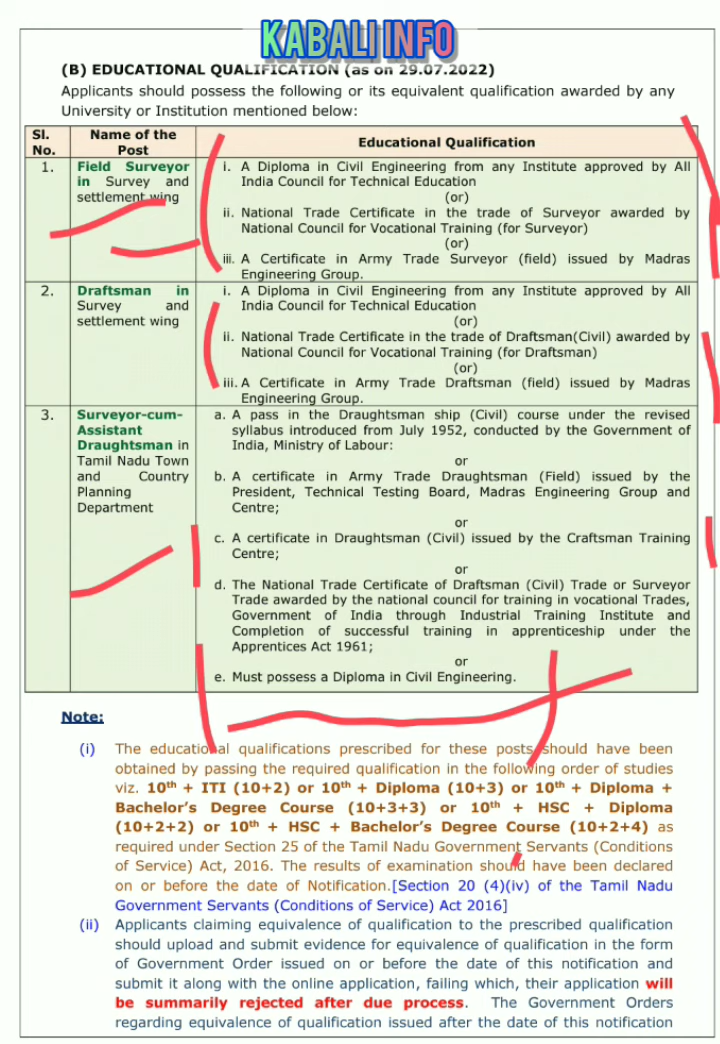 KABALI INFO
(B) EDUCATIONAL QUALIFICATION (as on 29.07.2022)
Applicants should possess the following or its equivalent qualification awarded by any
University or Institution mentioned below:
Sl. No.
Name of the Post
Educational Qualification
1.
Field Surveyor
in Survey and
settlement wing
i. A Diploma in Civil Engineering from any Institute approved by All
India Council for Technical Education
(or)
ii. National Trade Certificate in the trade of Surveyor awarded by
National Council for Vocational Training (for Surveyor)
(or)
iii. A Certificate in Army Trade Surveyor (field) issued by Madras
Engineering Group.
2.
Draftsman in
Survey and
settlement wing
i. A Diploma in Civil Engineering from any Institute approved by All
India Council for Technical Education
(or)
ii. National Trade Certificate in the trade of Draftsman(Civil) awarded by
National Council for Vocational Training (for Draftsman)
(or)
iii. A Certificate in Army Trade Draftsman (field) issued by Madras
Engineering Group.
3.
Surveyor-cum-
Assistant
Draughtsman in
Tamil Nadu Town
and Country
Planning
Department
a. A pass in the Draughtsman ship (Civil) course under the revised
syllabus introduced from July 1952, conducted by the Government of
India, Ministry of Labour:
or
b. A certificate in Army Trade Draughtsman (Field) issued by the
President, Technical Testing Board, Madras Engineering Group and
Centre;
or
c. A certificate in Draughtsman (Civil) issued by the Craftsman Training
Centre;
or
d. The National Trade Certificate of Draftsman (Civil) Trade or Surveyor
Trade awarded by the national council for training in vocational Trades,
Government of India through Industrial Training Institute and
Completion of successful training in apprenticeship under the
Apprentices Act 1961;
or
e. Must possess a Diploma in Civil Engineering.
Note:
(i) The educational qualifications prescribed for these posts should have been
obtained by passing the required qualification in the following order of studies
viz. 10th + ITI (10+2) or 10th + Diploma (10+3) or 10th + Diploma +
Bachelor's Degree Course (10+3+3) or 10th + HSC + Diploma
(10+2+2) or 10th + HSC + Bachelor's Degree Course (10+2+4) as
required under Section 25 of the Tamil Nadu Government Servants (Conditions
of Service) Act, 2016. The results of examination should have been declared
on or before the date of Notification.[Section 20 (4)(iv) of the Tamil Nadu
Government Servants (Conditions of Service) Act 2016]
(ii) Applicants claiming equivalence of qualification to the prescribed qualification
should upload and submit evidence for equivalence of qualification in the form
of Government Order issued on or before the date of this notification and
submit it along with the online application, failing which, their application will
be summarily rejected after due process. The Government Orders
regarding equivalence of qualification issued after the date of this notification